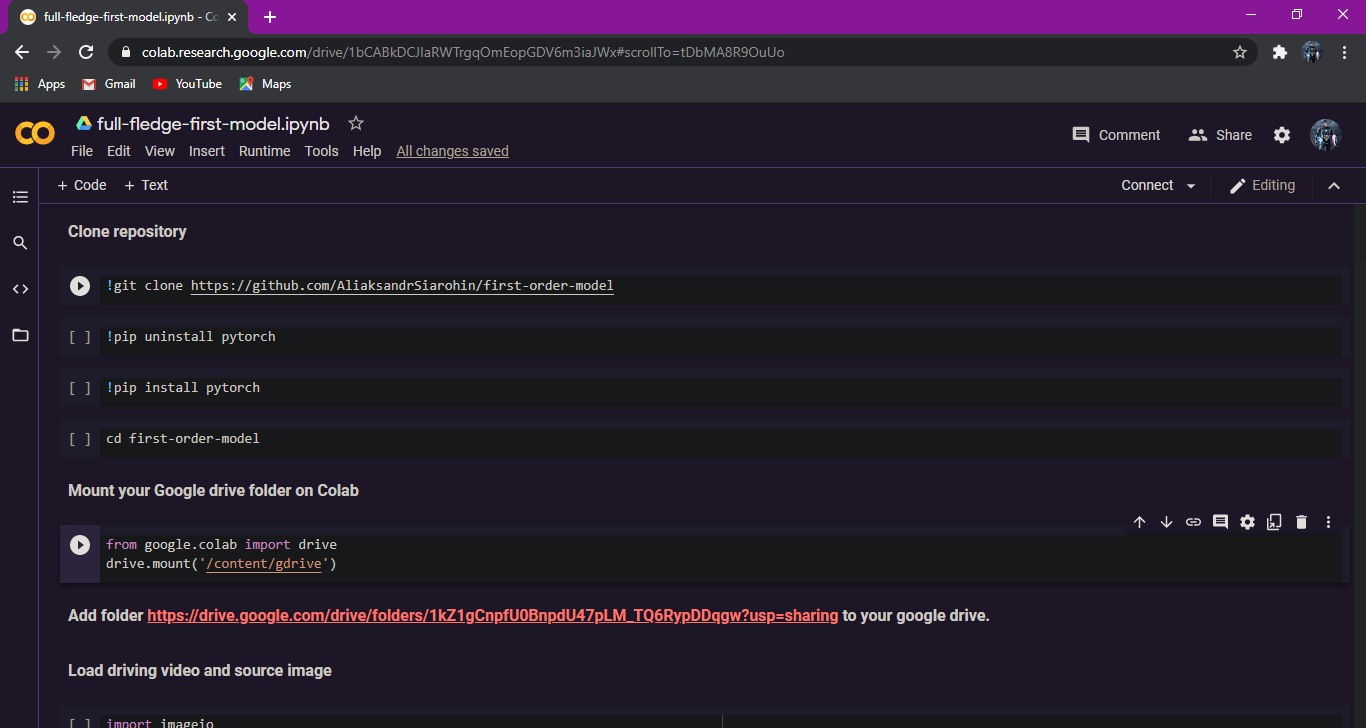 full-fledge-first-model.ipynb - Co
colab.research.google.com/drive/1bCABkDCJIaRWTrgqOmEopGDV6m3iaJWx#scrollTo=tDbMA8R9OuUo
Apps Gmail YouTube Maps
full-fledge-first-model.ipynb
Comment Share
File Edit View Insert Runtime Tools Help All changes saved
+ Code + Text Connect Editing
Clone repository
!git clone https://github.com/AliaksandrSiarohin/first-order-model
[ ] !pip uninstall pytorch
[ ] !pip install pytorch
[ ] cd first-order-model
Mount your Google drive folder on Colab
from google.colab import drive
drive.mount('/content/gdrive')
Add folder https://drive.google.com/drive/folders/1kZ1gCnpfU0BnpdU47pLM_TQ6RypDDqgw?usp=sharing to your google drive.
Load driving video and source image
[ ] import imageio